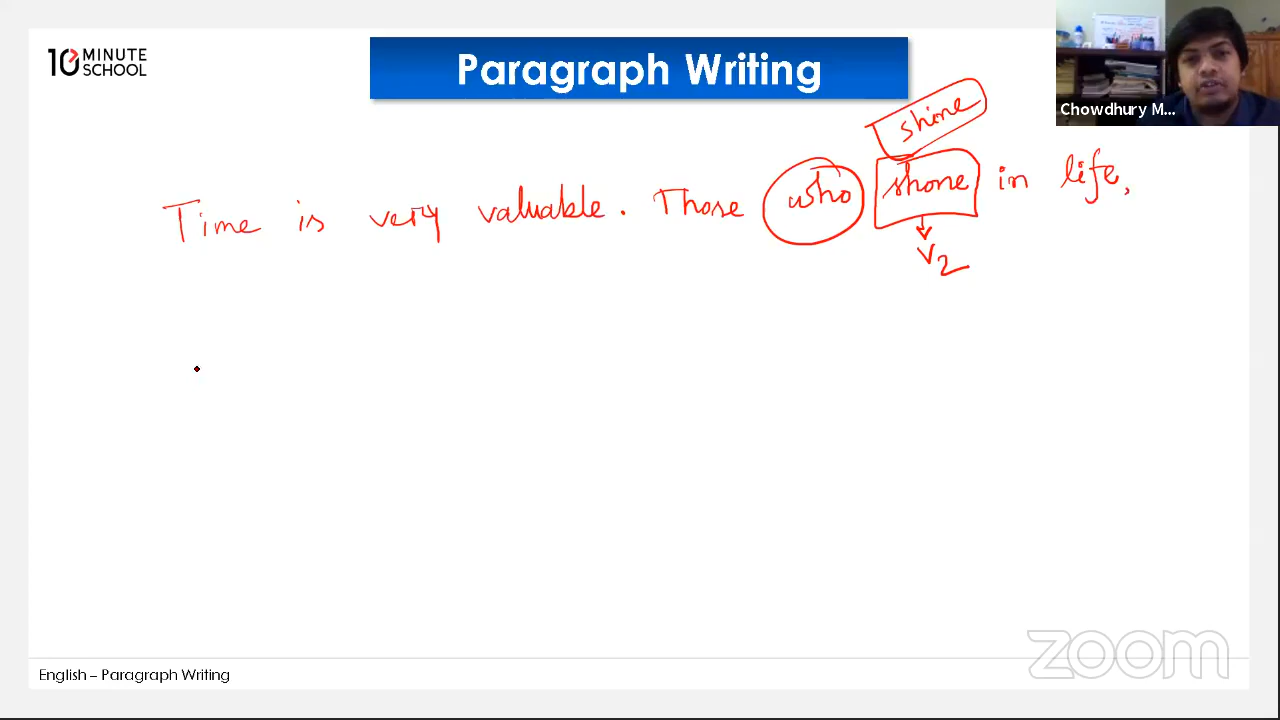 10 MINUTE SCHOOL
Paragraph Writing
Chowdhury M...
shine
Time is very valuable. Those who shone in life,
V2
zoom
English – Paragraph Writing